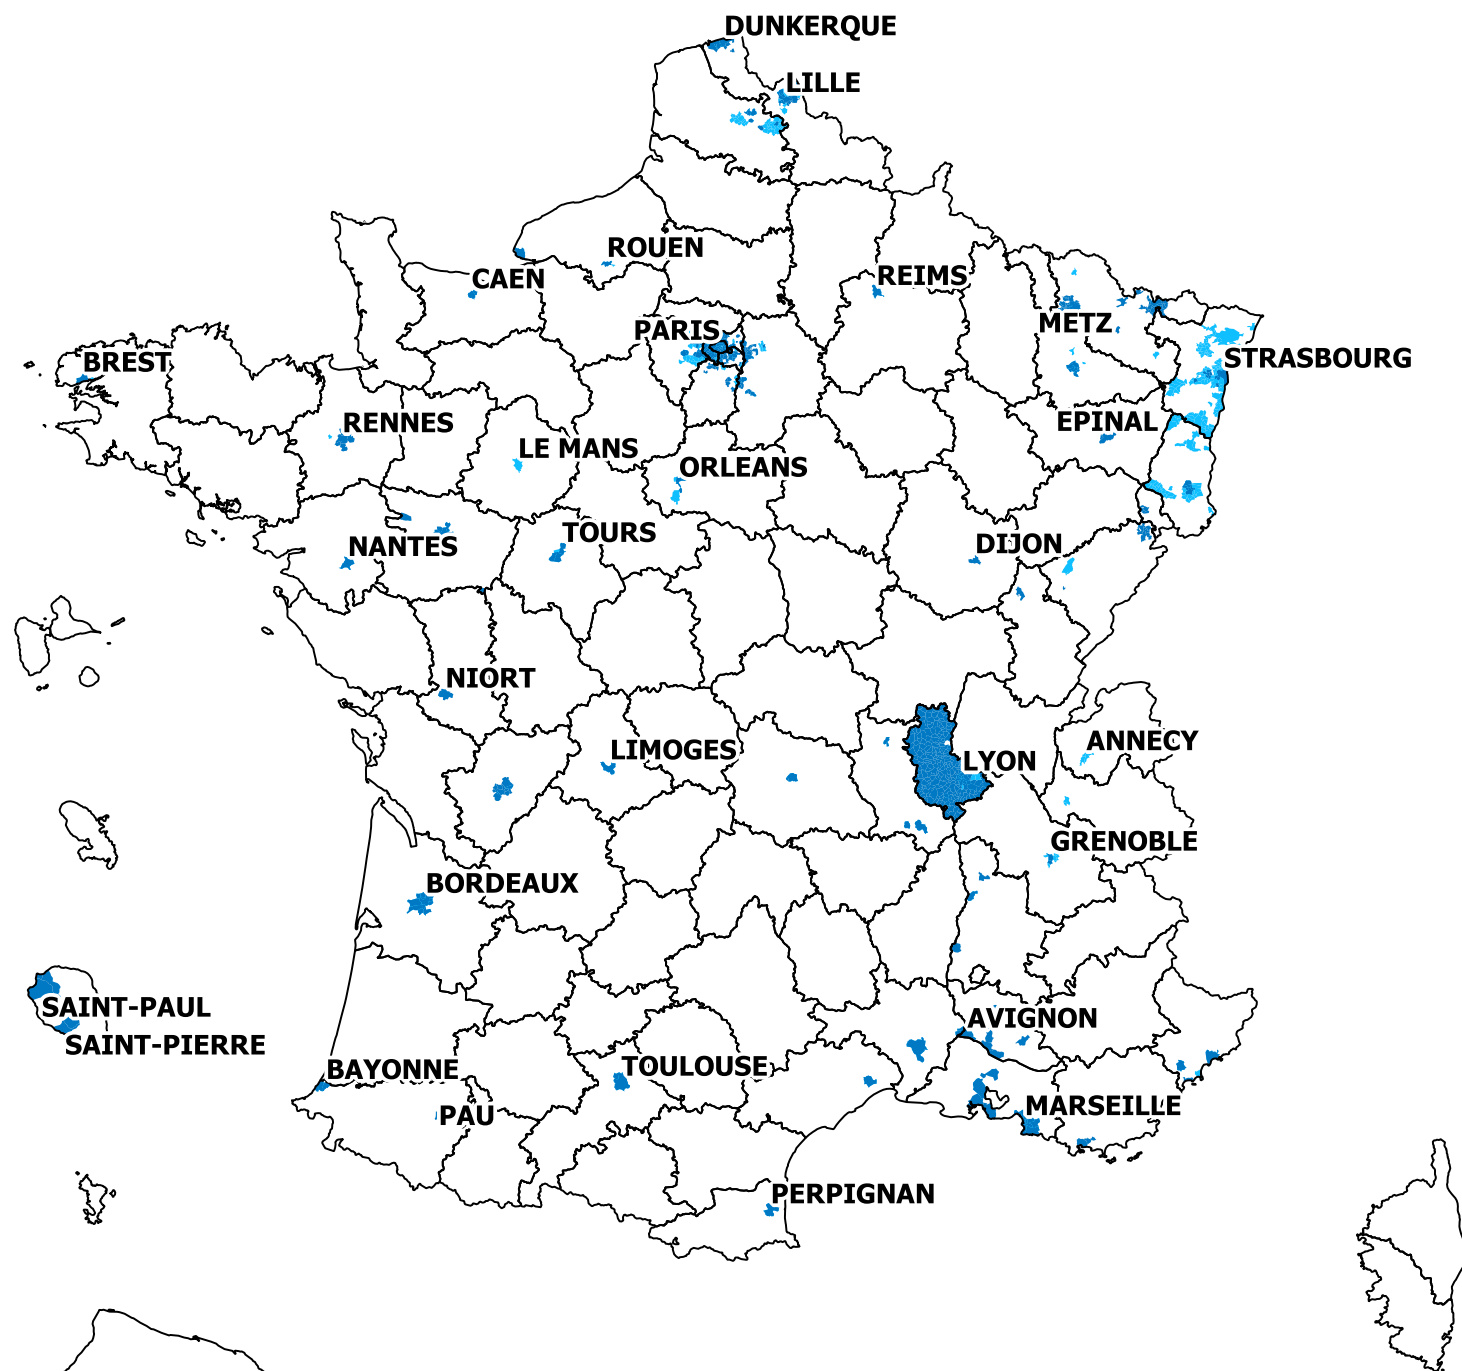 DUNKERQUE
LILLE
ROUEN
CAEN
REIMS
PARIS
METZ
STRASBOURG
BREST
RENNES
EPINAL
LE MANS
ORLEANS
TOURS
NANTES
DIJON
NIORT
LIMOGES
ANNECY
LYON
GRENOBLE
BORDEAUX
SAINT-PAUL
AVIGNON
SAINT-PIERRE
BAYONNE
TOULOUSE
MARSEILLE
PAU
PERPIGNAN